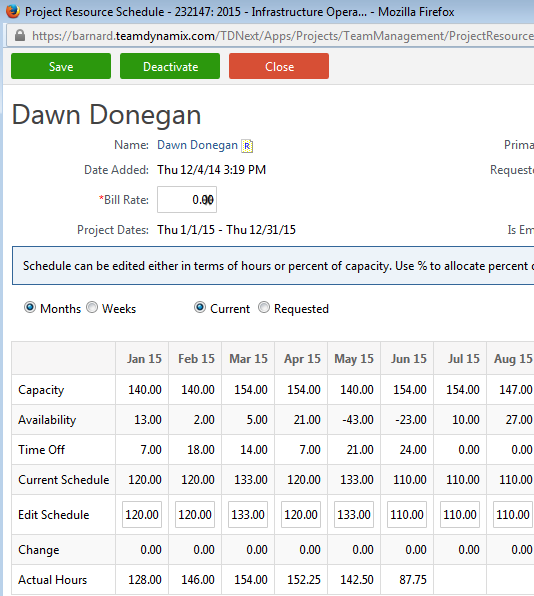 Project Resource Schedule - 232147: 2015 - Infrastructure Opera... - Mozilla Firefox
https://barnard.teamdynamix.com/TDNext/Apps/Projects/TeamManagement/ProjectResource
Save Deactivate Close
Dawn Donegan
Name: Dawn Donegan R Prima
Date Added: Thu 12/4/14 3:19 PM Requeste
*Bill Rate: 0.00
Project Dates: Thu 1/1/15 - Thu 12/31/15 Is Em
Schedule can be edited either in terms of hours or percent of capacity. Use % to allocate percent
Months Weeks Current Requested
Jan 15 Feb 15 Mar 15 Apr 15 May 15 Jun 15 Jul 15 Aug 15
Capacity 140.00 140.00 154.00 154.00 140.00 154.00 154.00 147.00
Availability 13.00 2.00 5.00 21.00 -43.00 -23.00 10.00 27.00
Time Off 7.00 18.00 14.00 7.00 21.00 24.00 0.00 0.00
Current Schedule 120.00 120.00 133.00 120.00 133.00 110.00 110.00 110.00
Edit Schedule 120.00 120.00 133.00 120.00 133.00 110.00 110.00 110.00
Change 0.00 0.00 0.00 0.00 0.00 0.00 0.00 0.00
Actual Hours 128.00 146.00 154.00 152.25 142.50 87.75